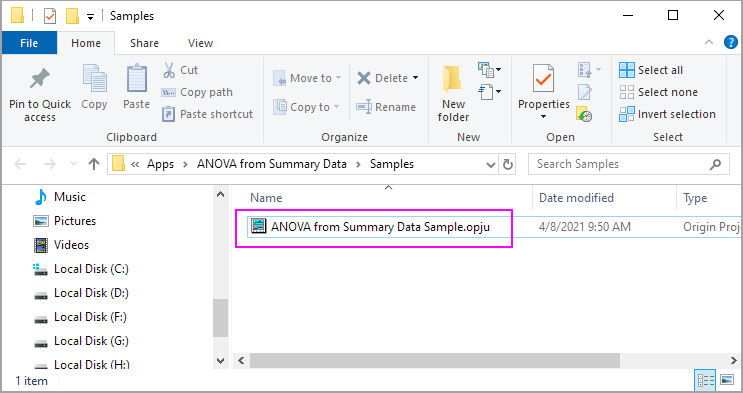 Samples
File Home Share View
Pin to Quick access
Copy
Paste
Cut
Copy path
Paste shortcut
Clipboard
Move to
Copy to
Delete
Rename
Organize
New folder
New
Properties
Open
Select all
Select none
Invert selection
Select
« Apps > ANOVA from Summary Data > Samples
Search Samples
Music
Pictures
Videos
Local Disk (C:)
Local Disk (D:)
Local Disk (F:)
Local Disk (G:)
Local Disk (H:)
Name Date modified Type
ANOVA from Summary Data Sample.opju 4/8/2021 9:50 AM Origin Proj
1 item